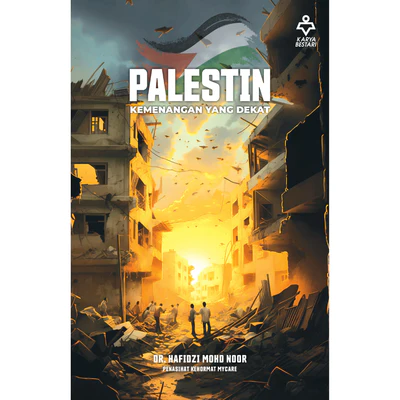 KARYA
BESTARI
PALESTIN
KEMENANGAN YANG DEKAT
DR. HAFIDZI MOHD NOOR
PENASIHAT KEHORMAT MYCARE